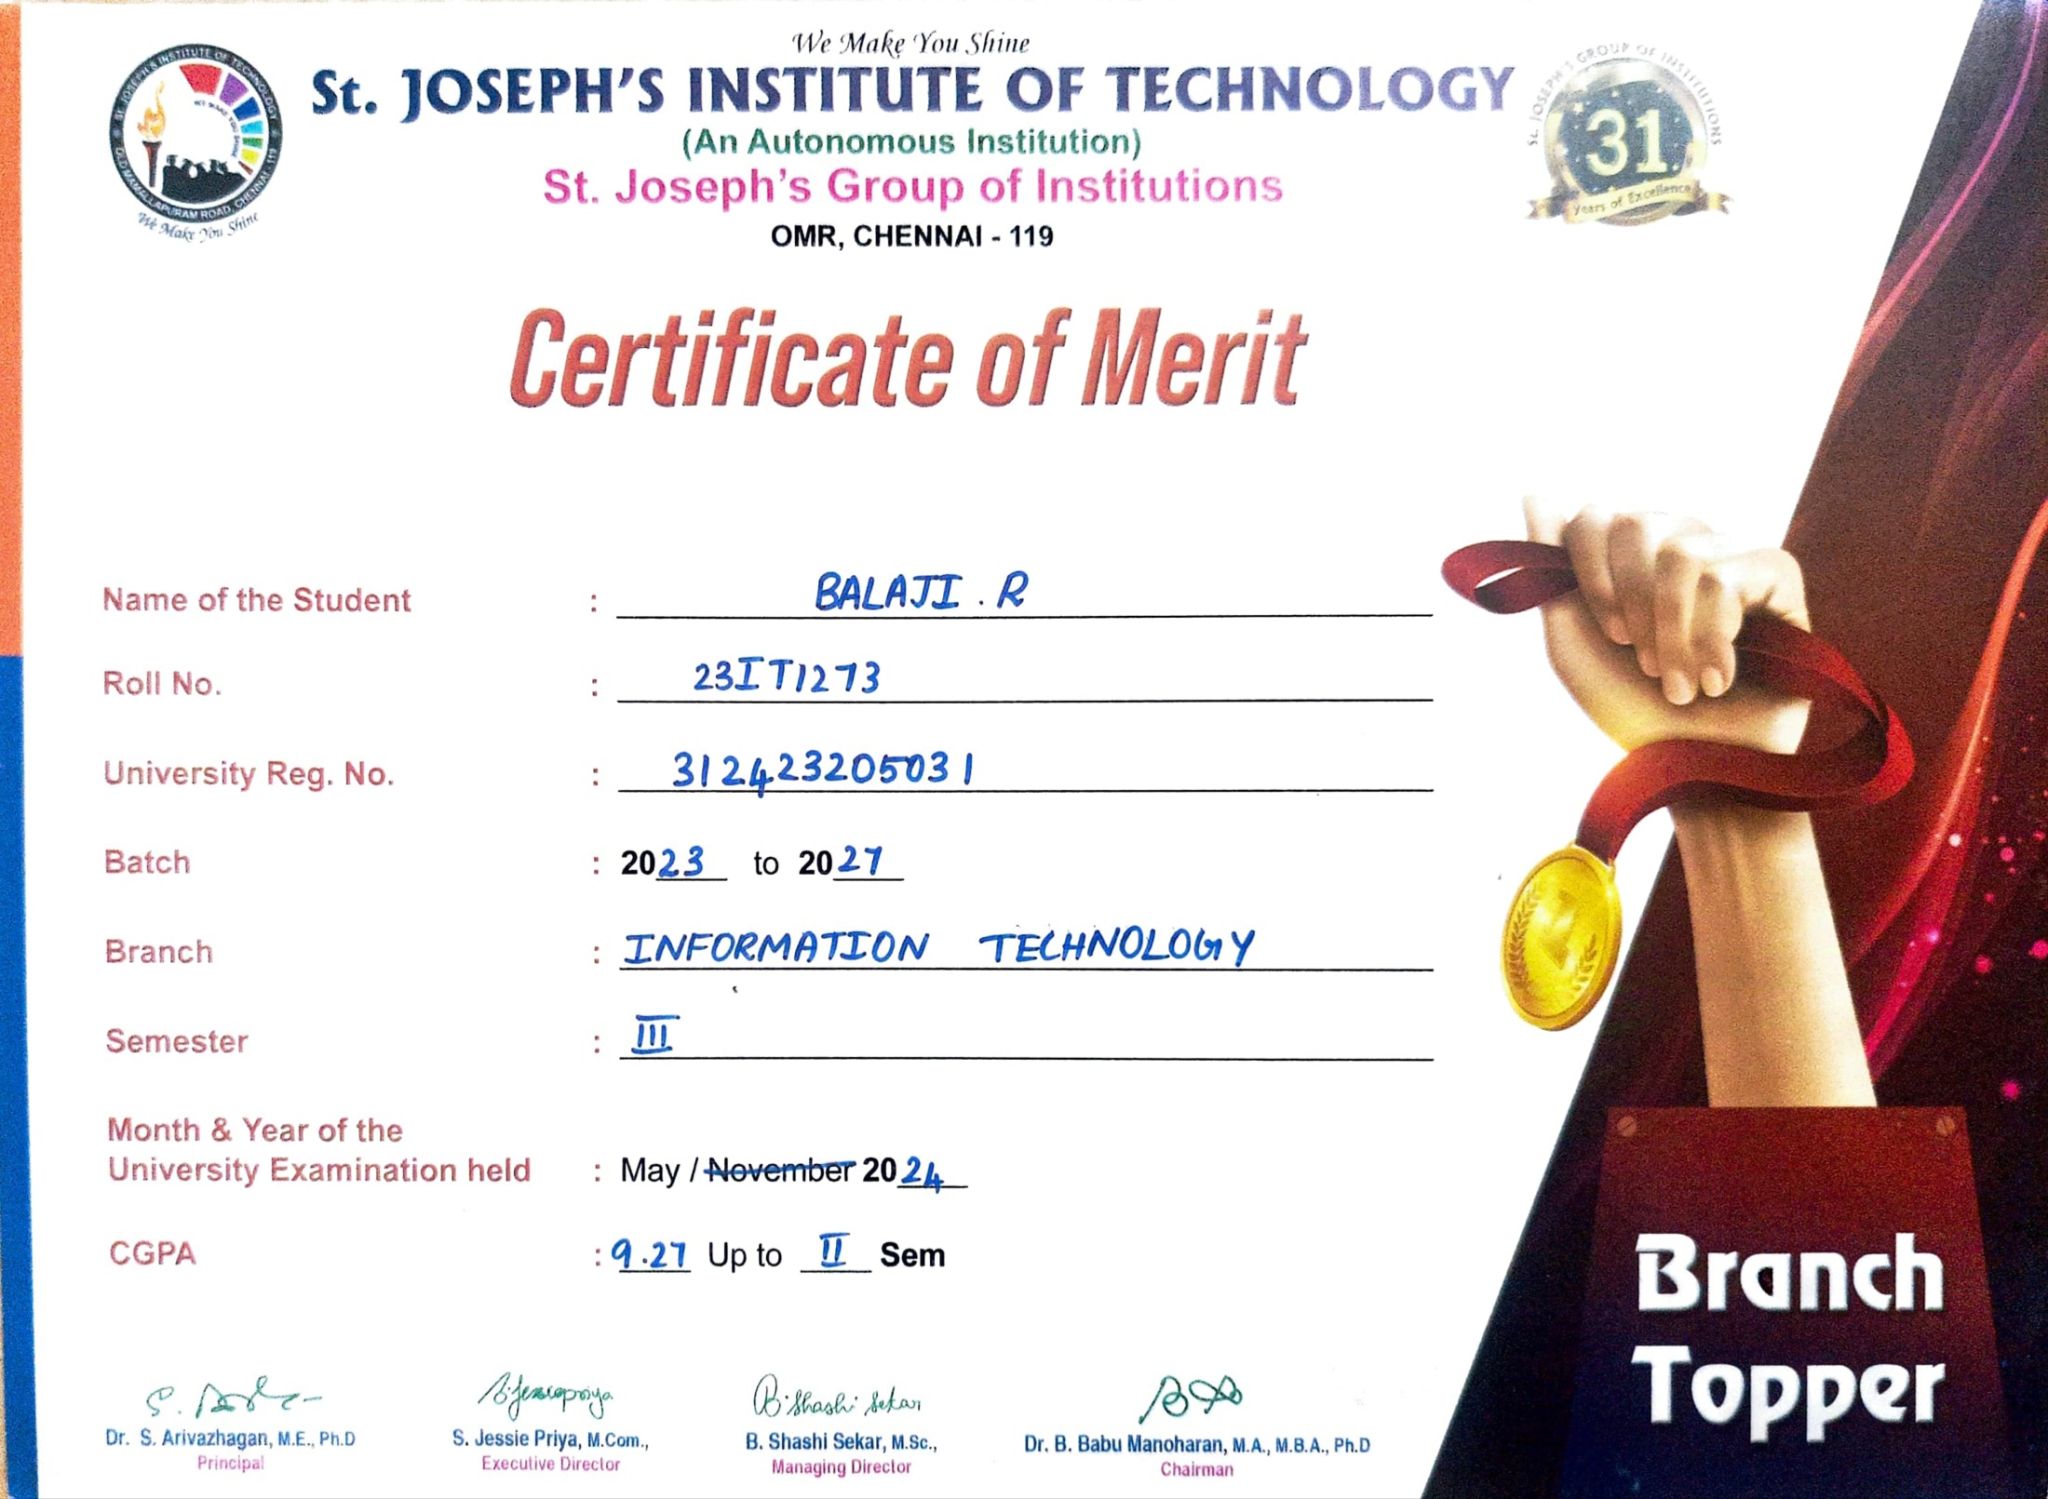 We Make You Shine
St. JOSEPH'S INSTITUTE OF TECHNOLOGY
(An Autonomous Institution)
St. Joseph's Group of Institutions
OMR, CHENNAI - 119
St. JOSEPH'S INSTITUTE OF TECHNOLOGY
OLD MAMALLAPURAM ROAD, CHENNAI - 119
We Make You Shine
St. JOSEPH'S GROUP OF INSTITUTIONS
31
Years of Excellence
Certificate of Merit
Name of the Student : BALAJI . R
Roll No. : 23IT1273
University Reg. No. : 312423205031
Batch : 2023 to 2027
Branch : INFORMATION TECHNOLOGY
Semester : III
Month & Year of the
University Examination held : May / November 2024
CGPA : 9.27 Up to II Sem
Branch
Topper
S. Jessie Priya
B. Shashi Sekar
Dr. S. Arivazhagan, M.E., Ph.D
Principal
S. Jessie Priya, M.Com.,
Executive Director
B. Shashi Sekar, M.Sc.,
Managing Director
Dr. B. Babu Manoharan, M.A., M.B.A., Ph.D
Chairman